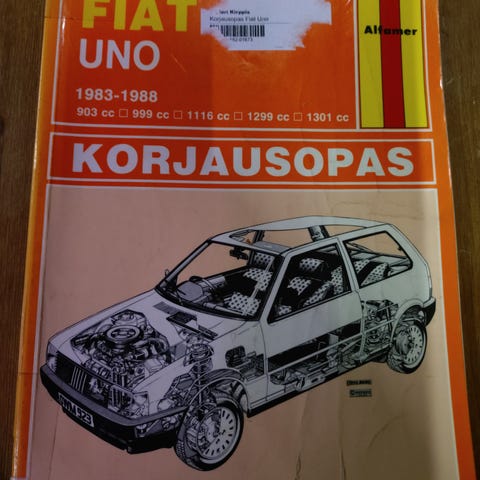 FIAT
Korjausopas Fiat Uno
UNO
Alfamer
1983-1988
903 cc □ 999 cc □ 1116 cc □ 1299 cc □ 1301 cc
KORJAUSOPAS